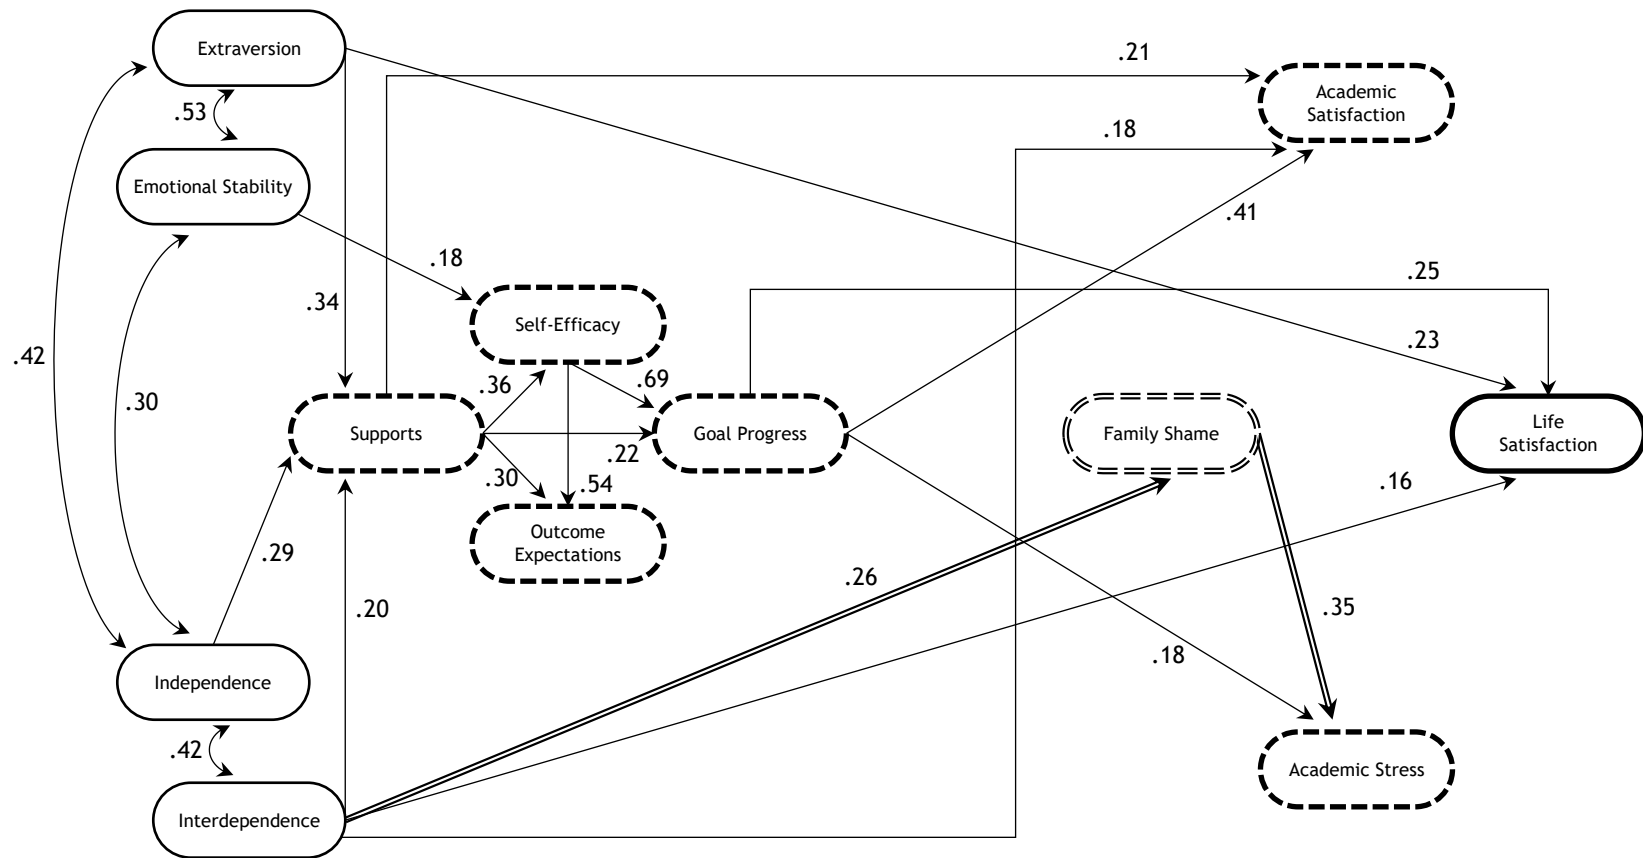 Extraversion
.21
Academic
Satisfaction
.53
.18
Emotional Stability
.41
.18
.25
.34
Self-Efficacy
.23
.42
.36
.69
.30
Supports
Goal Progress
Family Shame
Life
Satisfaction
.22
.30
.54
.16
Outcome
Expectations
.29
.26
.20
.35
.18
Independence
.42
Academic Stress
Interdependence